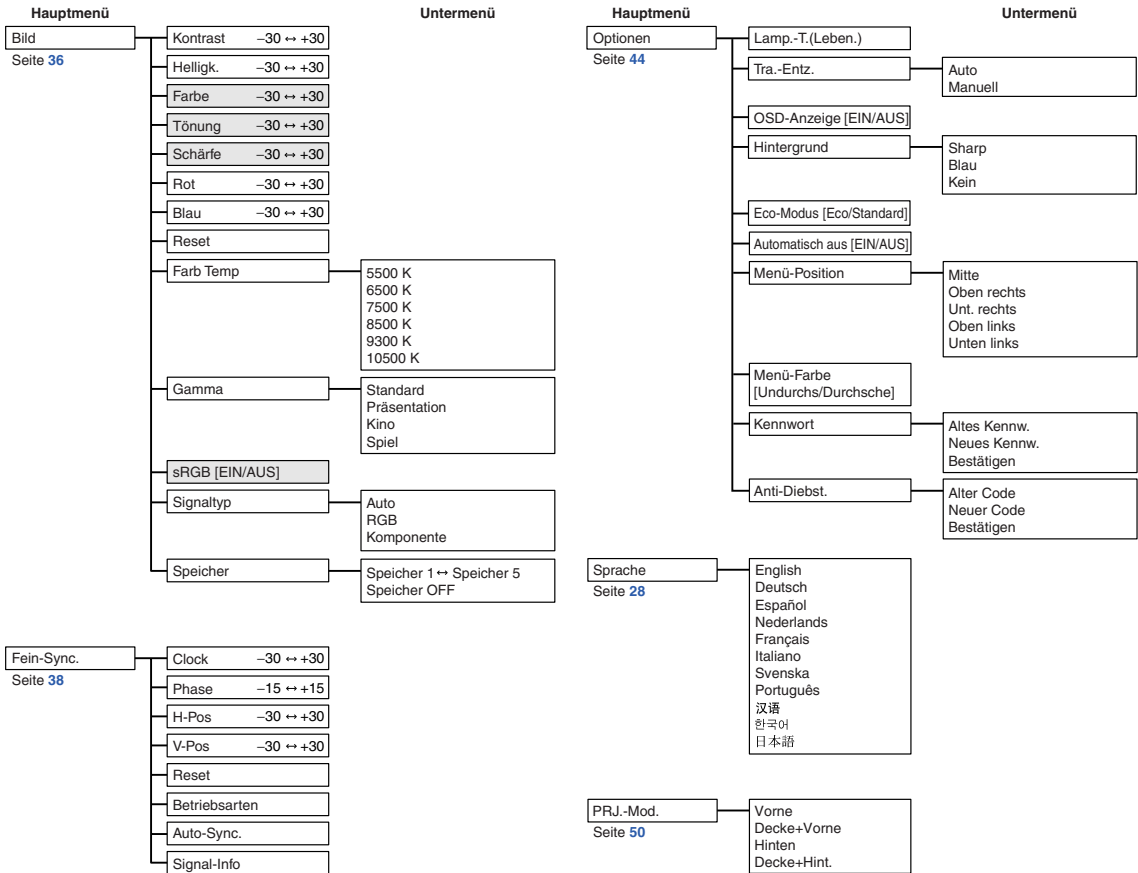 Hauptmenü
Untermenü
Bild
Seite 36
Kontrast −30 ↔ +30
Helligk. −30 ↔ +30
Farbe −30 ↔ +30
Tönung −30 ↔ +30
Schärfe −30 ↔ +30
Rot −30 ↔ +30
Blau −30 ↔ +30
Reset
Farb Temp
5500 K
6500 K
7500 K
8500 K
9300 K
10500 K
Gamma
Standard
Präsentation
Kino
Spiel
sRGB [EIN/AUS]
Signaltyp
Auto
RGB
Komponente
Speicher
Speicher 1 ↔ Speicher 5
Speicher OFF
Fein-Sync.
Seite 38
Clock −30 ↔ +30
Phase −15 ↔ +15
H-Pos −30 ↔ +30
V-Pos −30 ↔ +30
Reset
Betriebsarten
Auto-Sync.
Signal-Info
Hauptmenü
Untermenü
Optionen
Seite 44
Lamp.-T.(Leben.)
Tra.-Entz.
Auto
Manuell
OSD-Anzeige [EIN/AUS]
Hintergrund
Sharp
Blau
Kein
Eco-Modus [Eco/Standard]
Automatisch aus [EIN/AUS]
Menü-Position
Mitte
Oben rechts
Unt. rechts
Oben links
Unten links
Menü-Farbe
[Undurchs/Durchsche]
Kennwort
Altes Kennw.
Neues Kennw.
Bestätigen
Anti-Diebst.
Alter Code
Neuer Code
Bestätigen
Sprache
Seite 28
English
Deutsch
Español
Nederlands
Français
Italiano
Svenska
Português
汉语
한국어
日本語
PRJ.-Mod.
Seite 50
Vorne
Decke+Vorne
Hinten
Decke+Hint.